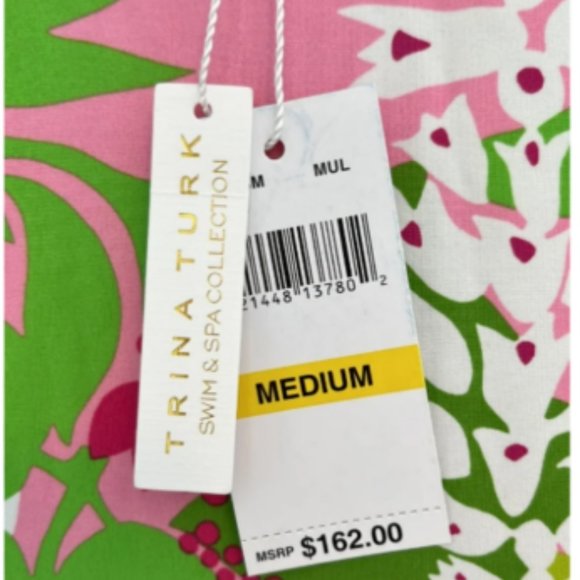 TRINA TURK
SWIM & SPA COLLECTION
MUL
21448 13780 2
MEDIUM
MSRP $162.00